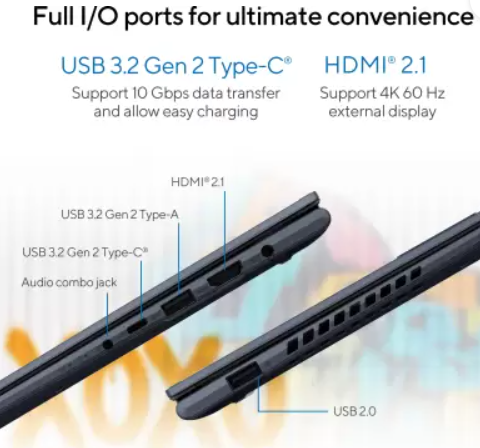 Full I/O ports for ultimate convenience
USB 3.2 Gen 2 Type-C®
Support 10 Gbps data transfer
and allow easy charging
HDMI® 2.1
Support 4K 60 Hz
external display
HDMI® 2.1
USB 3.2 Gen 2 Type-A
USB 3.2 Gen 2 Type-C®
Audio combo jack
USB 2.0
XOXO